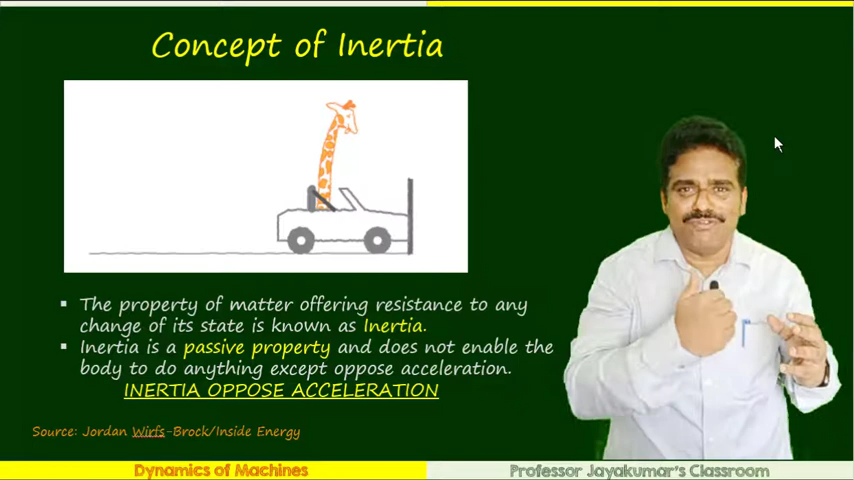 Concept of Inertia
▪ The property of matter offering resistance to any
change of its state is known as Inertia.
▪ Inertia is a passive property and does not enable the
body to do anything except oppose acceleration.
INERTIA OPPOSE ACCELERATION
Source: Jordan Wirfs-Brock/Inside Energy
Dynamics of Machines
Professor Jayakumar's Classroom